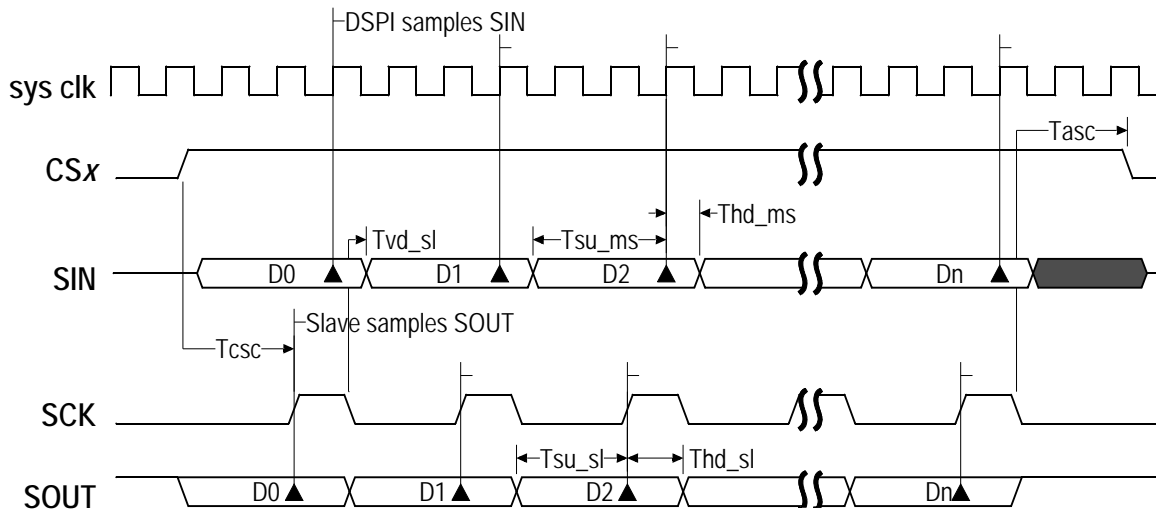 DSPI samples SIN
sys clk
Tasc
CSx
Thd_ms
Tvd_sl
Tsu_ms
SIN
D0
D1
D2
Dn
Slave samples SOUT
Tcsc
SCK
Tsu_sl
Thd_sl
SOUT
D0
D1
D2
Dn